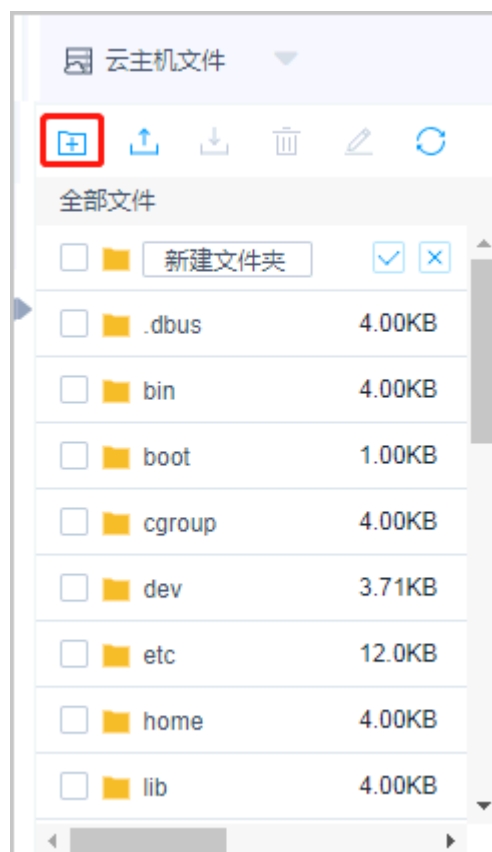 云主机文件
全部文件
新建文件夹
.dbus 4.00KB
bin 4.00KB
boot 1.00KB
cgroup 4.00KB
dev 3.71KB
etc 12.0KB
home 4.00KB
lib 4.00KB